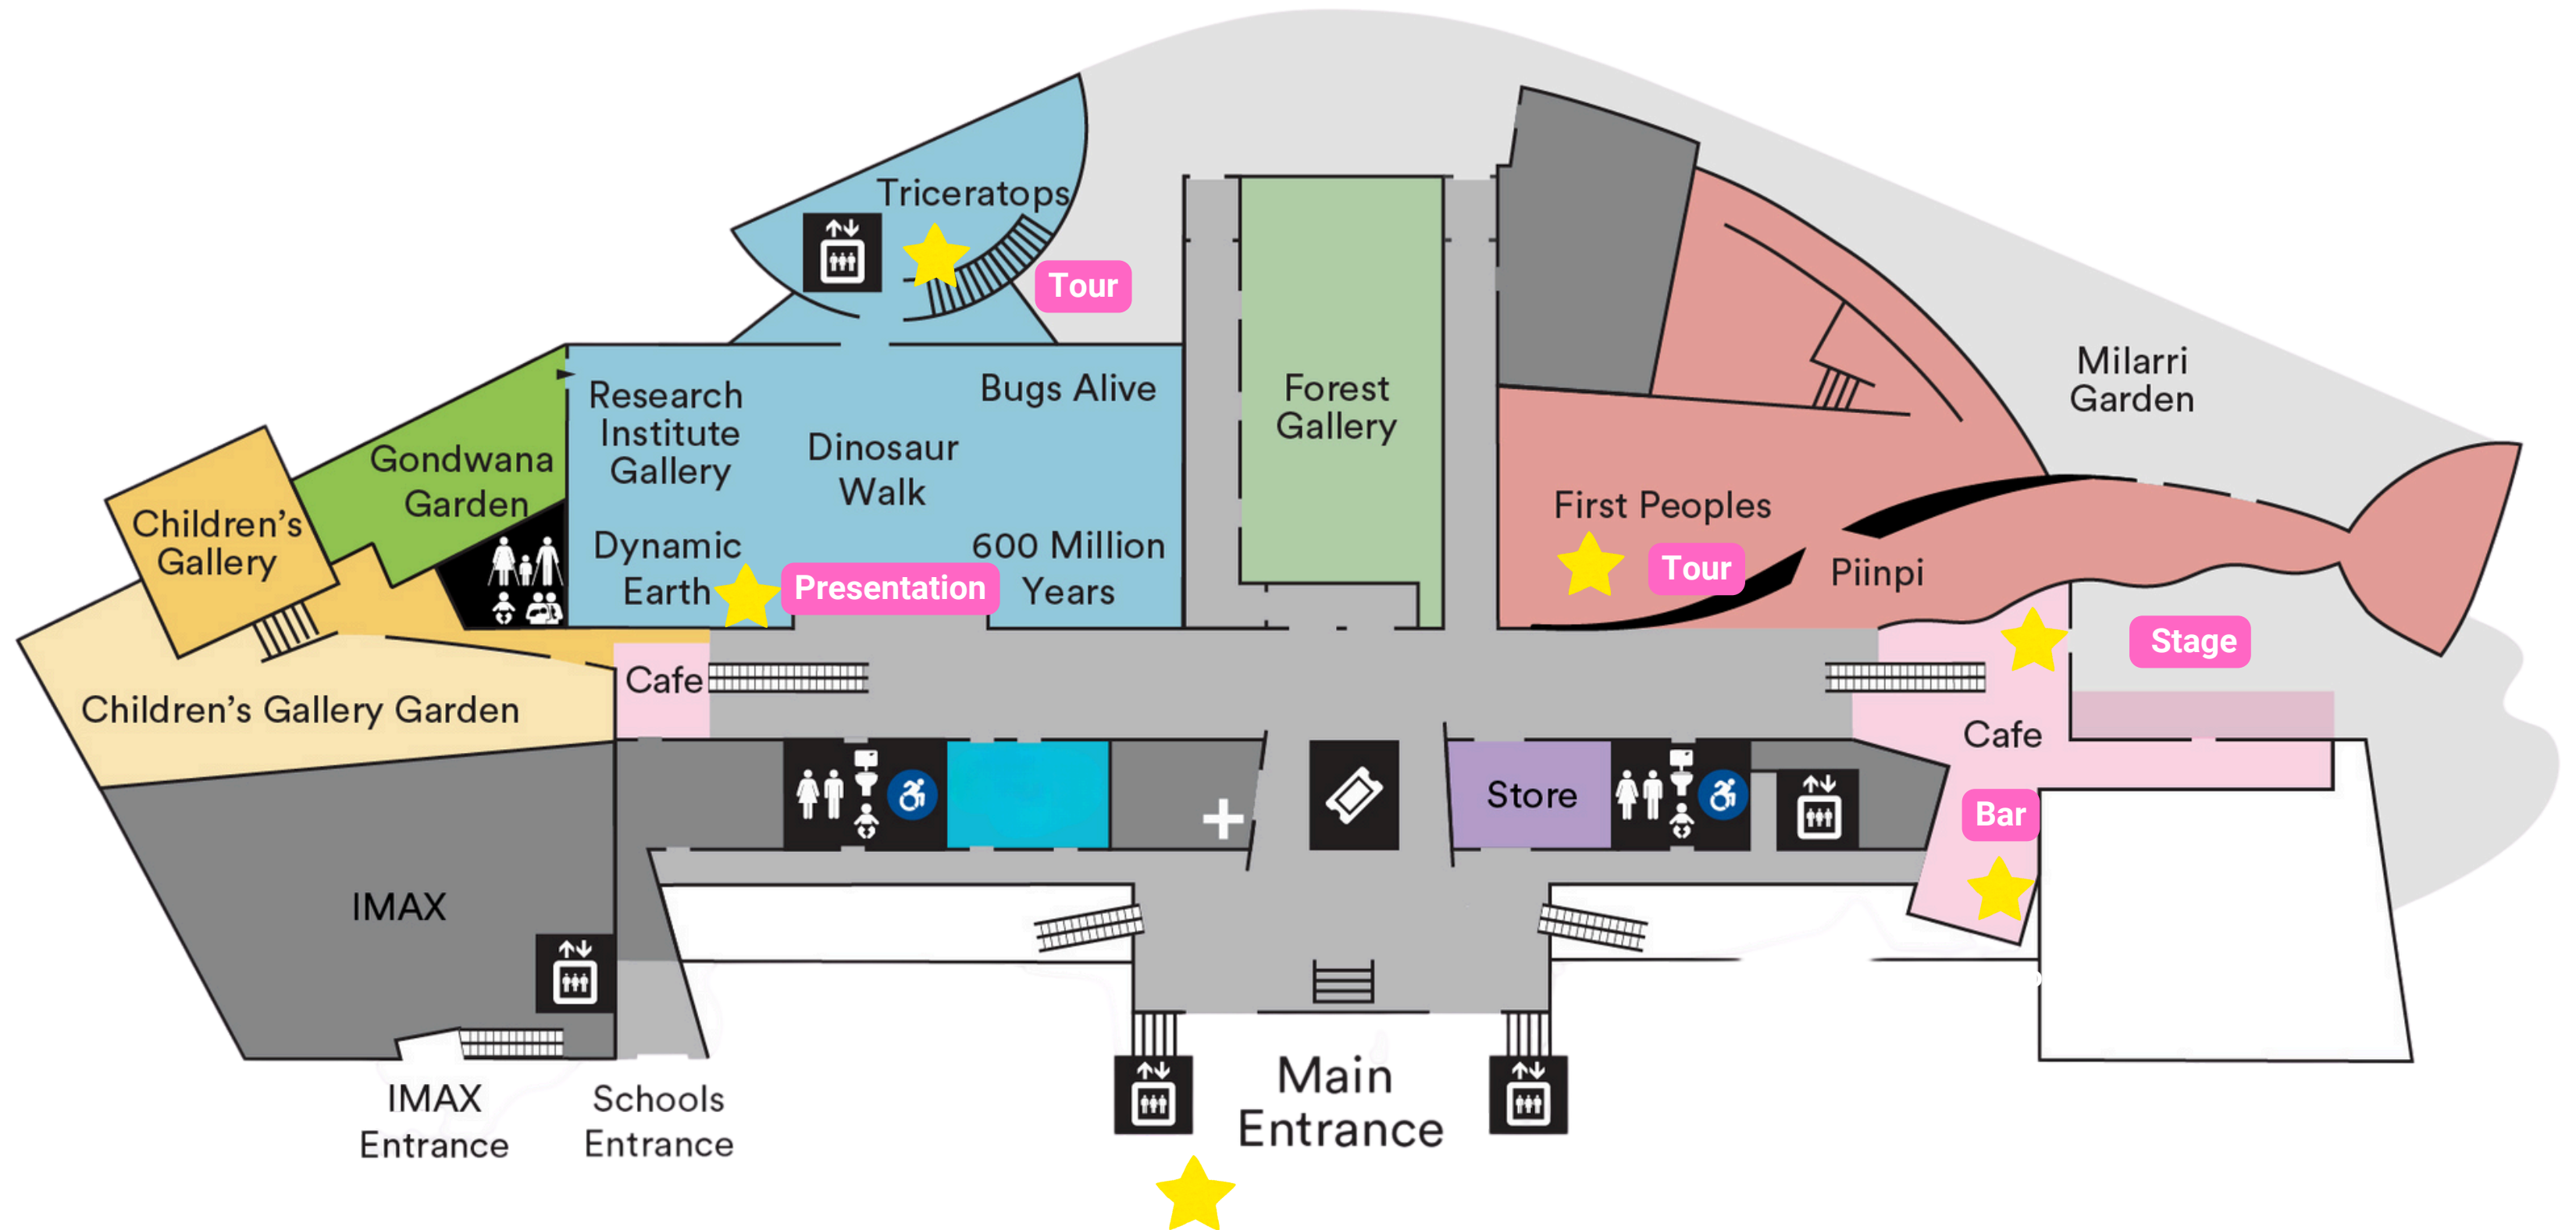 Triceratops
Tour
Research
Institute
Gallery
Bugs Alive
Dinosaur
Walk
Dynamic
Earth
Presentation
600 Million
Years
Gondwana
Garden
Children's
Gallery
Children's Gallery Garden
Cafe
Forest
Gallery
First Peoples
Tour
Piinpi
Milarri
Garden
Stage
Cafe
Bar
Store
IMAX
IMAX
Entrance
Schools
Entrance
Main
Entrance